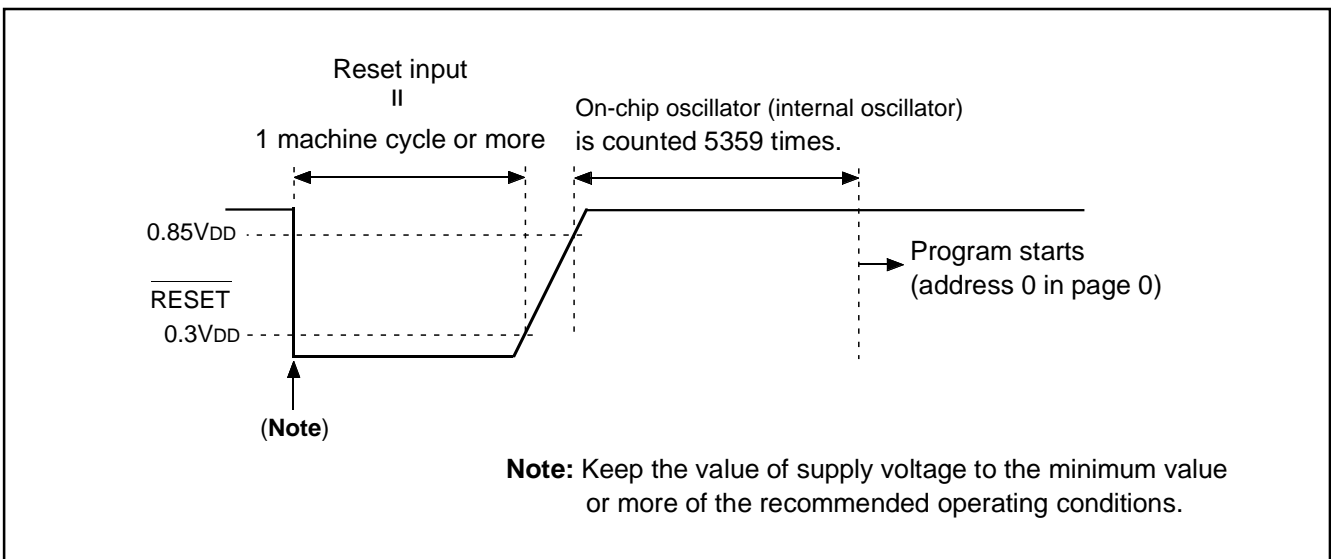 Reset input
=
1 machine cycle or more
On-chip oscillator (internal oscillator)
is counted 5359 times.
0.85VDD
RESET
0.3VDD
Program starts
(address 0 in page 0)
(Note)
Note: Keep the value of supply voltage to the minimum value
or more of the recommended operating conditions.